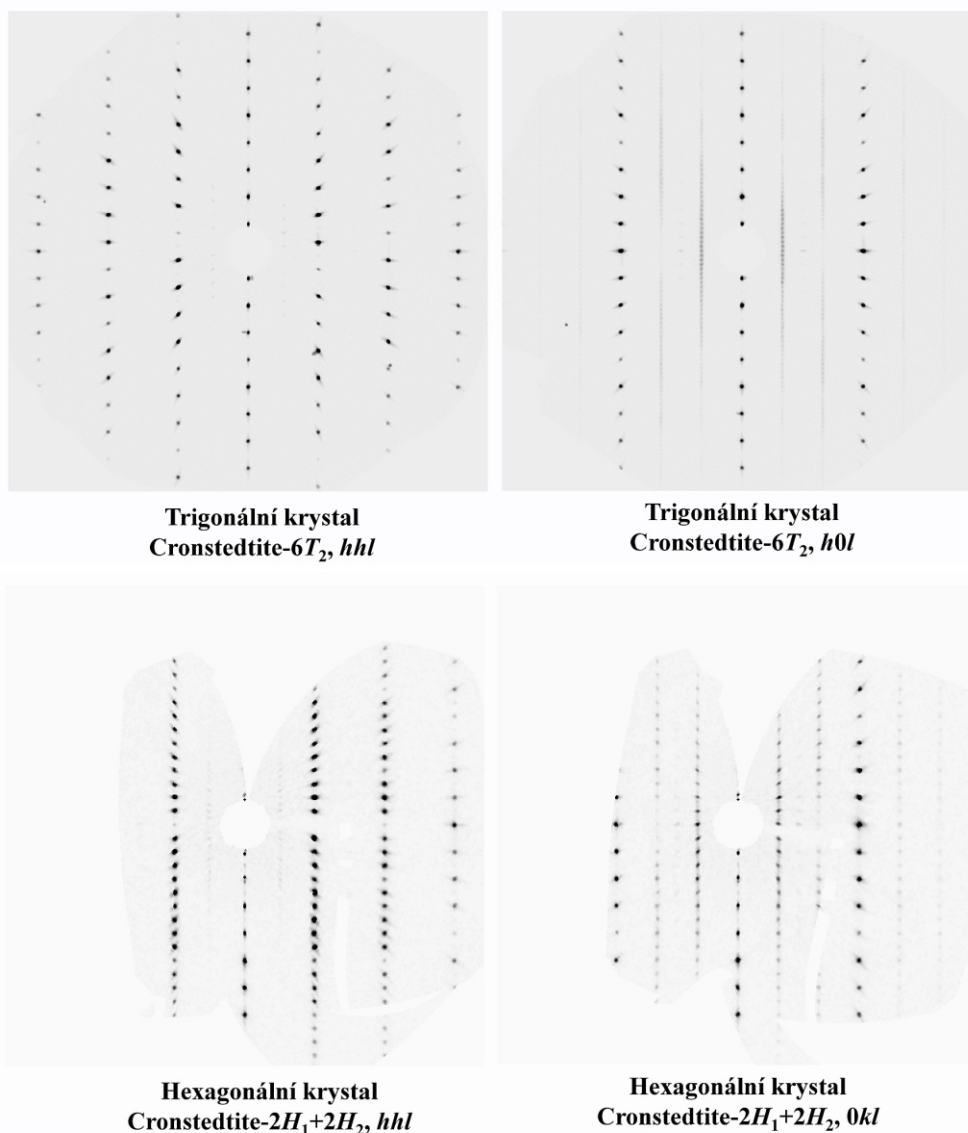 Trigonální krystal
Cronstedtite-6T₂, hhl
Trigonální krystal
Cronstedtite-6T₂, h0l
Hexagonální krystal
Cronstedtite-2H₁+2H₂, hhl
Hexagonální krystal
Cronstedtite-2H₁+2H₂, 0kl